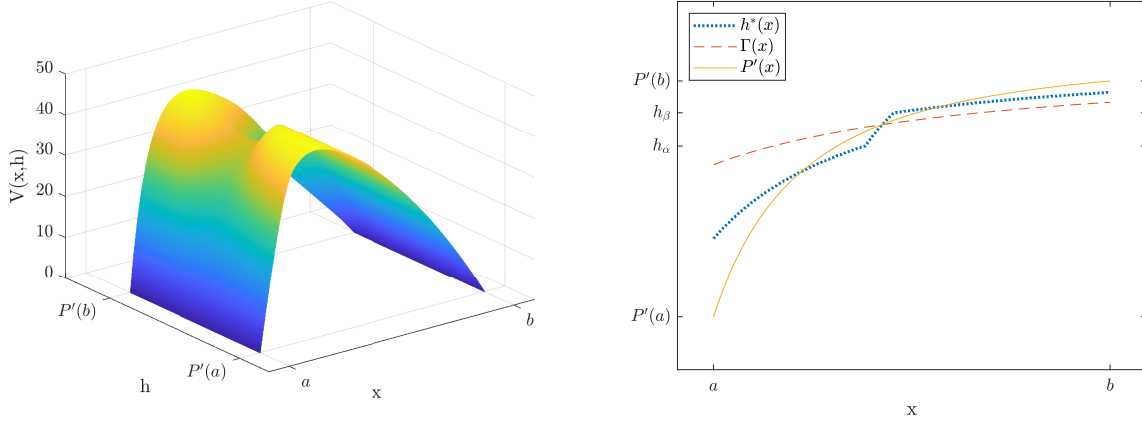 50
40
30
20
10
0
V(x,h)
P′(b)
P′(a)
h
a
x
b
h*(x)
Γ(x)
P′(x)
P′(b)
h_β
h_α
P′(a)
a
b
x